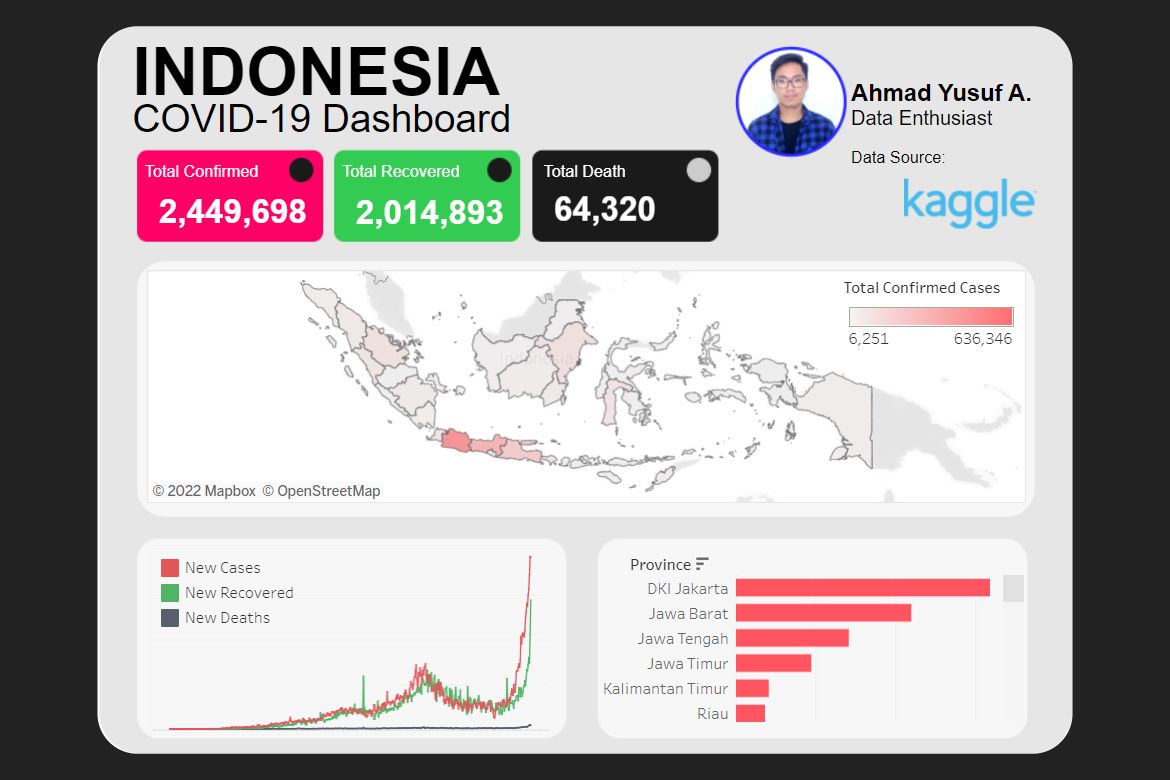 INDONESIA
COVID-19 Dashboard
Ahmad Yusuf A.
Data Enthusiast
Data Source:
kaggle
Total Confirmed
2,449,698
Total Recovered
2,014,893
Total Death
64,320
Total Confirmed Cases
6,251 636,346
Indonesia
© 2022 Mapbox © OpenStreetMap
New Cases
New Recovered
New Deaths
Province
DKI Jakarta
Jawa Barat
Jawa Tengah
Jawa Timur
Kalimantan Timur
Riau